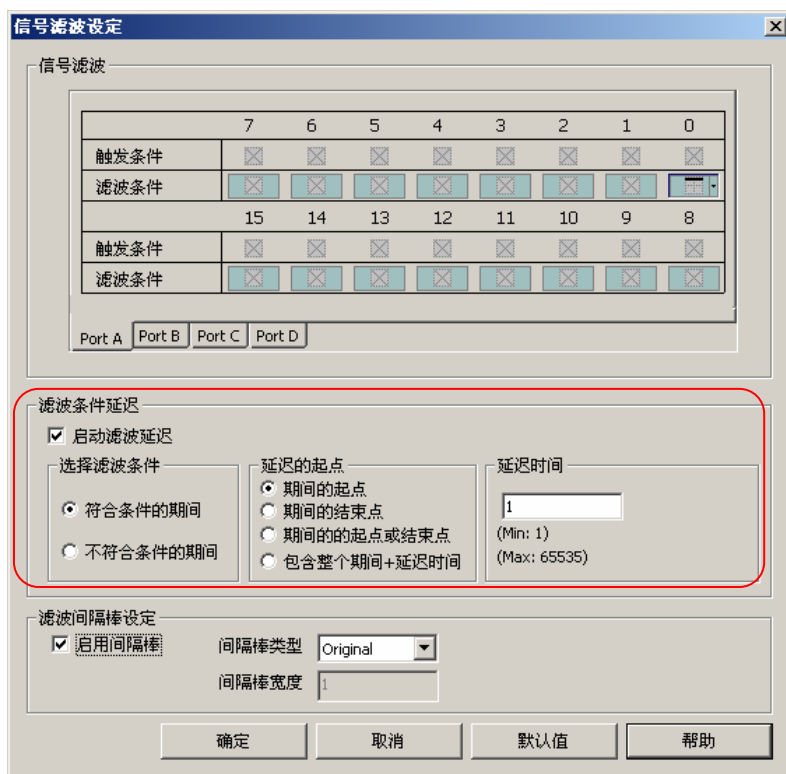 信号滤波设定
信号滤波
7 6 5 4 3 2 1 0
触发条件
滤波条件
15 14 13 12 11 10 9 8
触发条件
滤波条件
Port A Port B Port C Port D
滤波条件延迟
启动滤波延迟
选择滤波条件 延迟的起点 延迟时间
符合条件的期间 期间的起点 1
期间的结束点
期间的的起点或结束点 (Min: 1)
不符合条件的期间 包含整个期间+延迟时间 (Max: 65535)
滤波间隔棒设定
启用间隔棒 间隔棒类型 Original
间隔棒宽度 1
确定 取消 默认值 帮助